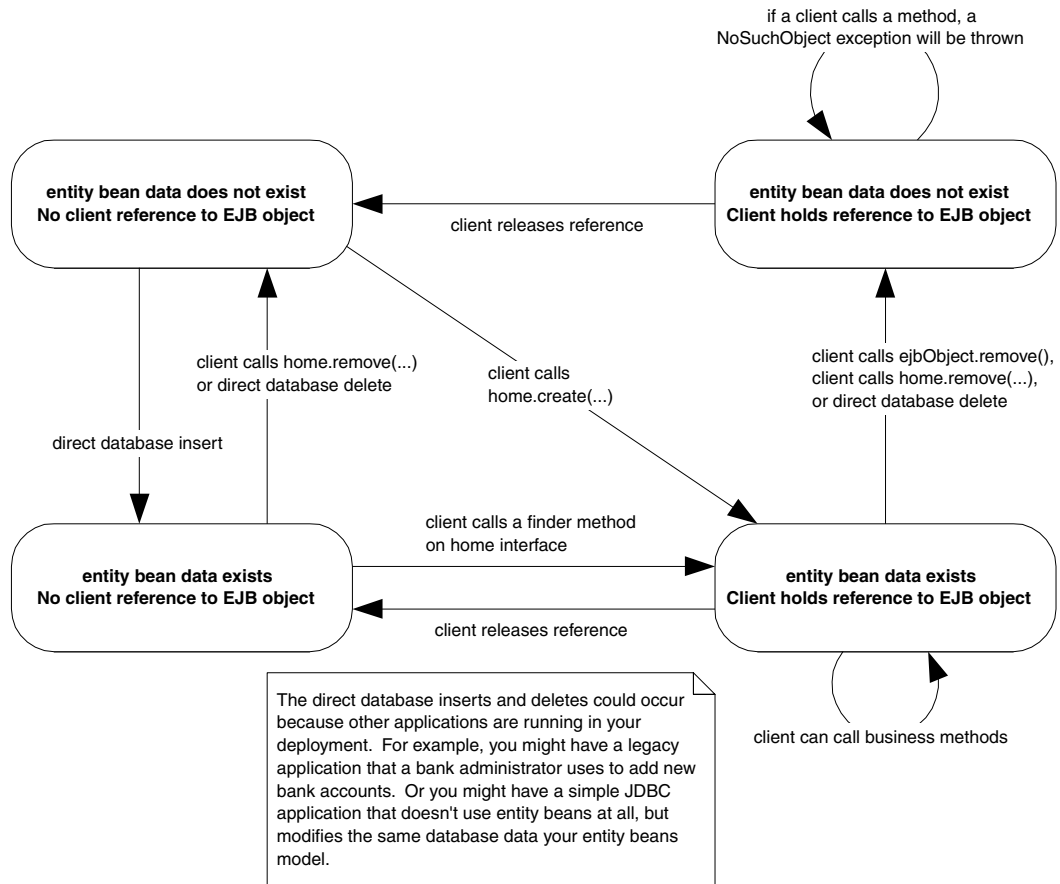 if a client calls a method, a
NoSuchObject exception will be thrown
entity bean data does not exist
No client reference to EJB object
entity bean data does not exist
Client holds reference to EJB object
client releases reference
client calls home.remove(...)
or direct database delete
client calls
home.create(...)
client calls ejbObject.remove(),
client calls home.remove(...),
or direct database delete
direct database insert
client calls a finder method
on home interface
entity bean data exists
No client reference to EJB object
entity bean data exists
Client holds reference to EJB object
client releases reference
The direct database inserts and deletes could occur
because other applications are running in your
deployment.  For example, you might have a legacy
application that a bank administrator uses to add new
bank accounts.  Or you might have a simple JDBC
application that doesn't use entity beans at all, but
modifies the same database data your entity beans
model.
client can call business methods